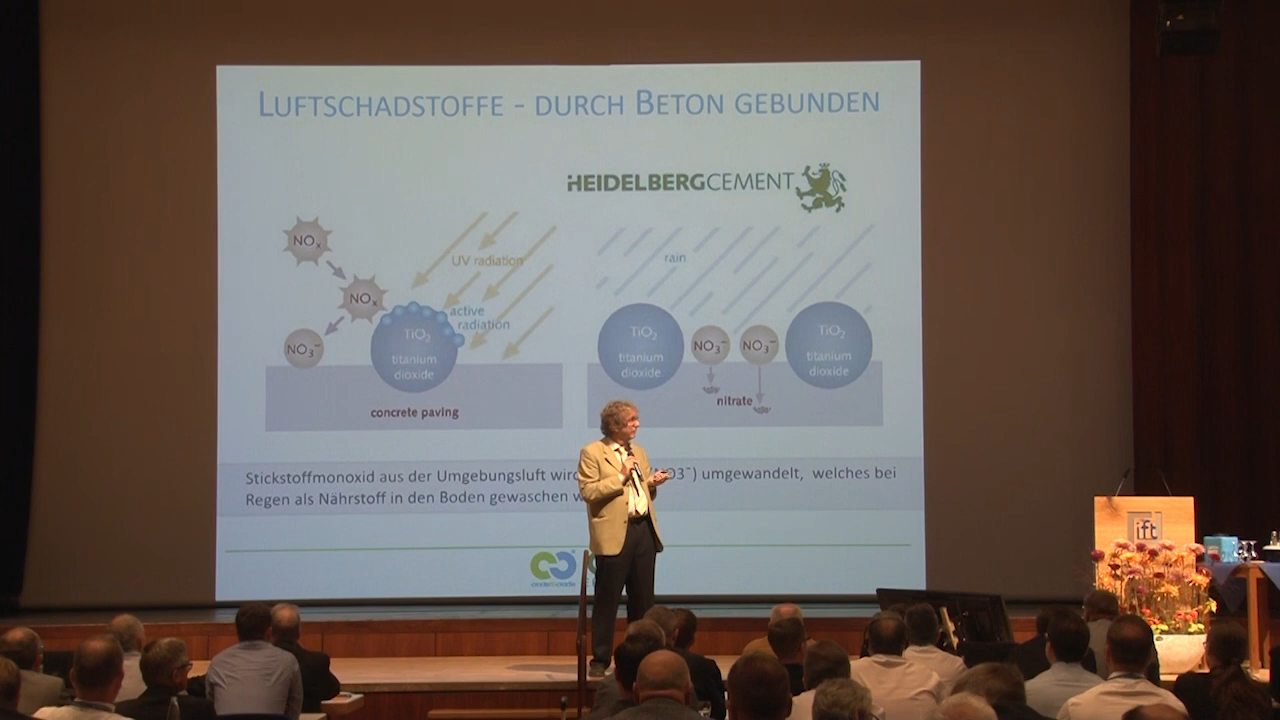 LUFTSCHADSTOFFE - DURCH BETON GEBUNDEN
HEIDELBERGCEMENT
NOx
UV radiation
rain
NOx
active
radiation
TiO2
titanium
dioxide
NO3−
concrete paving
TiO2
titanium
dioxide
NO3−
NO3−
TiO2
titanium
dioxide
nitrate
Stickstoffmonoxid aus der Umgebungsluft NO3−) umgewandelt, welches bei
Regen als Nährstoff in den Boden gewaschen
cradletocradle
ift